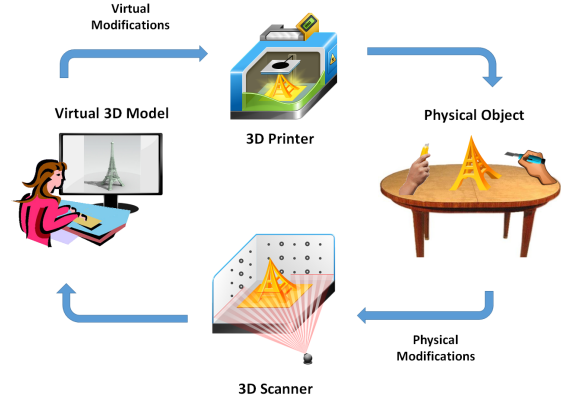 Virtual
Modifications
Virtual 3D Model
3D Printer
Physical Object
Physical
Modifications
3D Scanner